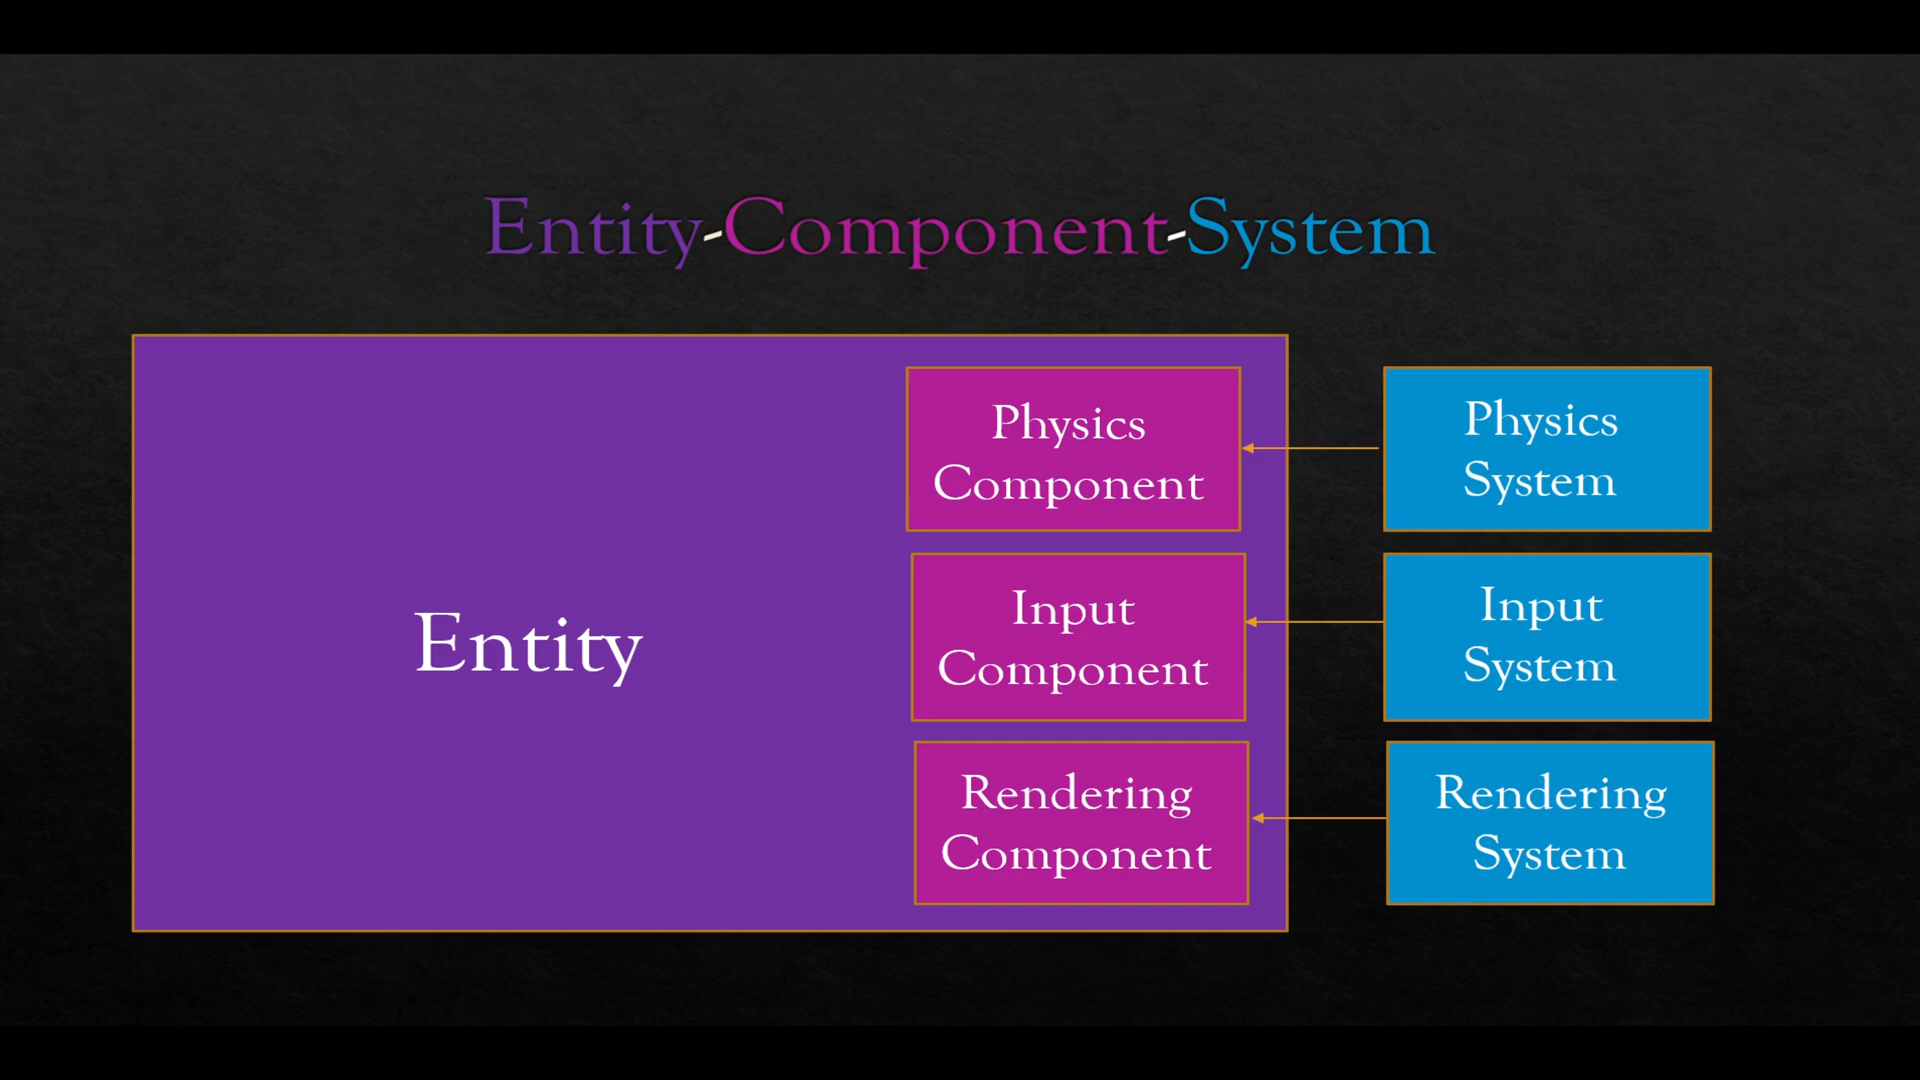 Entity-Component-System
Entity
Physics
Component
Physics
System
Input
Component
Input
System
Rendering
Component
Rendering
System